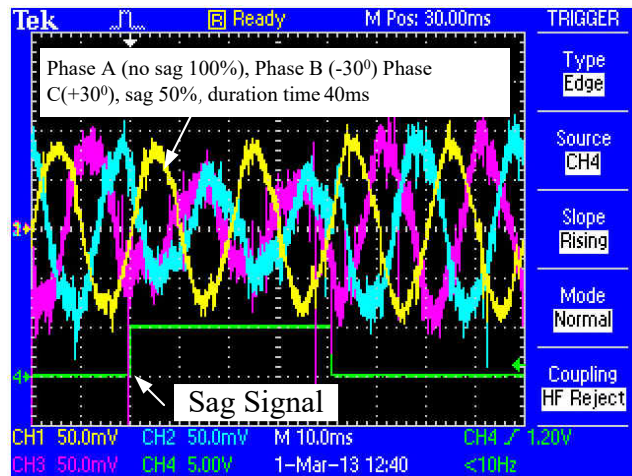 Tek R Ready M Pos: 30.00ms TRIGGER
Phase A (no sag 100%), Phase B (-30⁰) Phase
C(+30⁰), sag 50%, duration time 40ms
Type
Edge
Source
CH4
Slope
Rising
Mode
Normal
Coupling
HF Reject
1
4
Sag Signal
CH1 50.0mV CH2 50.0mV M 10.0ms CH4 1.20V
CH3 50.0mV CH4 5.00V 1-Mar-13 12:40 <10Hz